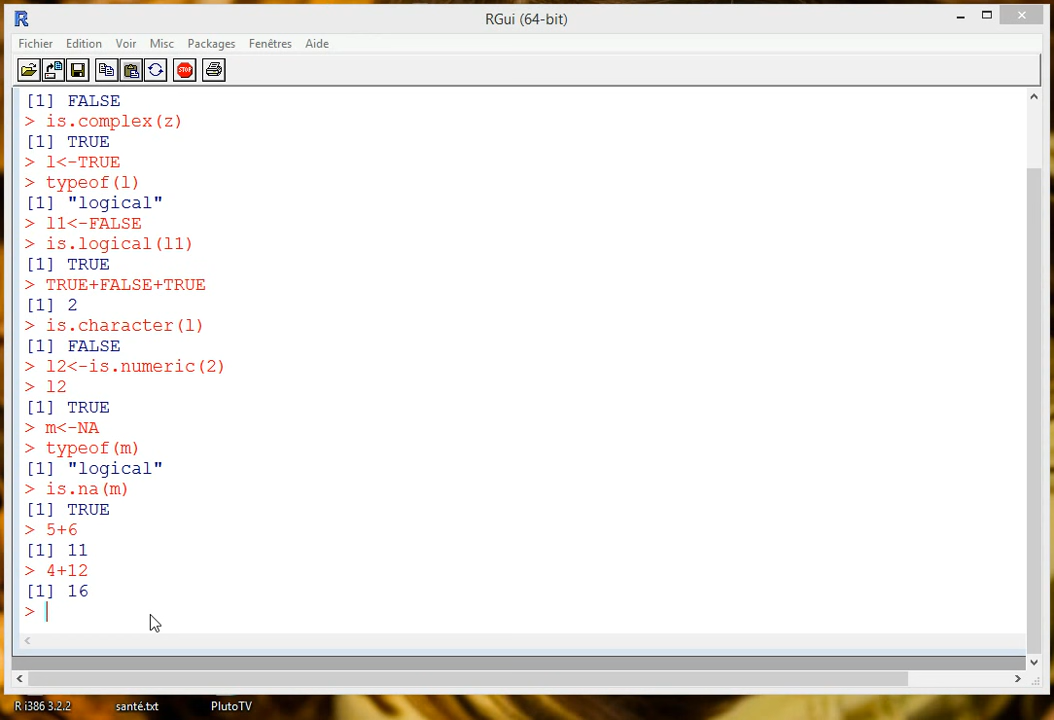 RGui (64-bit)
Fichier Edition Voir Misc Packages Fenêtres Aide
STOP
[1] FALSE
> is.complex(z)
[1] TRUE
> l<-TRUE
> typeof(l)
[1] "logical"
> l1<-FALSE
> is.logical(l1)
[1] TRUE
> TRUE+FALSE+TRUE
[1] 2
> is.character(l)
[1] FALSE
> l2<-is.numeric(2)
> l2
[1] TRUE
> m<-NA
> typeof(m)
[1] "logical"
> is.na(m)
[1] TRUE
> 5+6
[1] 11
> 4+12
[1] 16
>
R i386 3.2.2 santé.txt PlutoTV